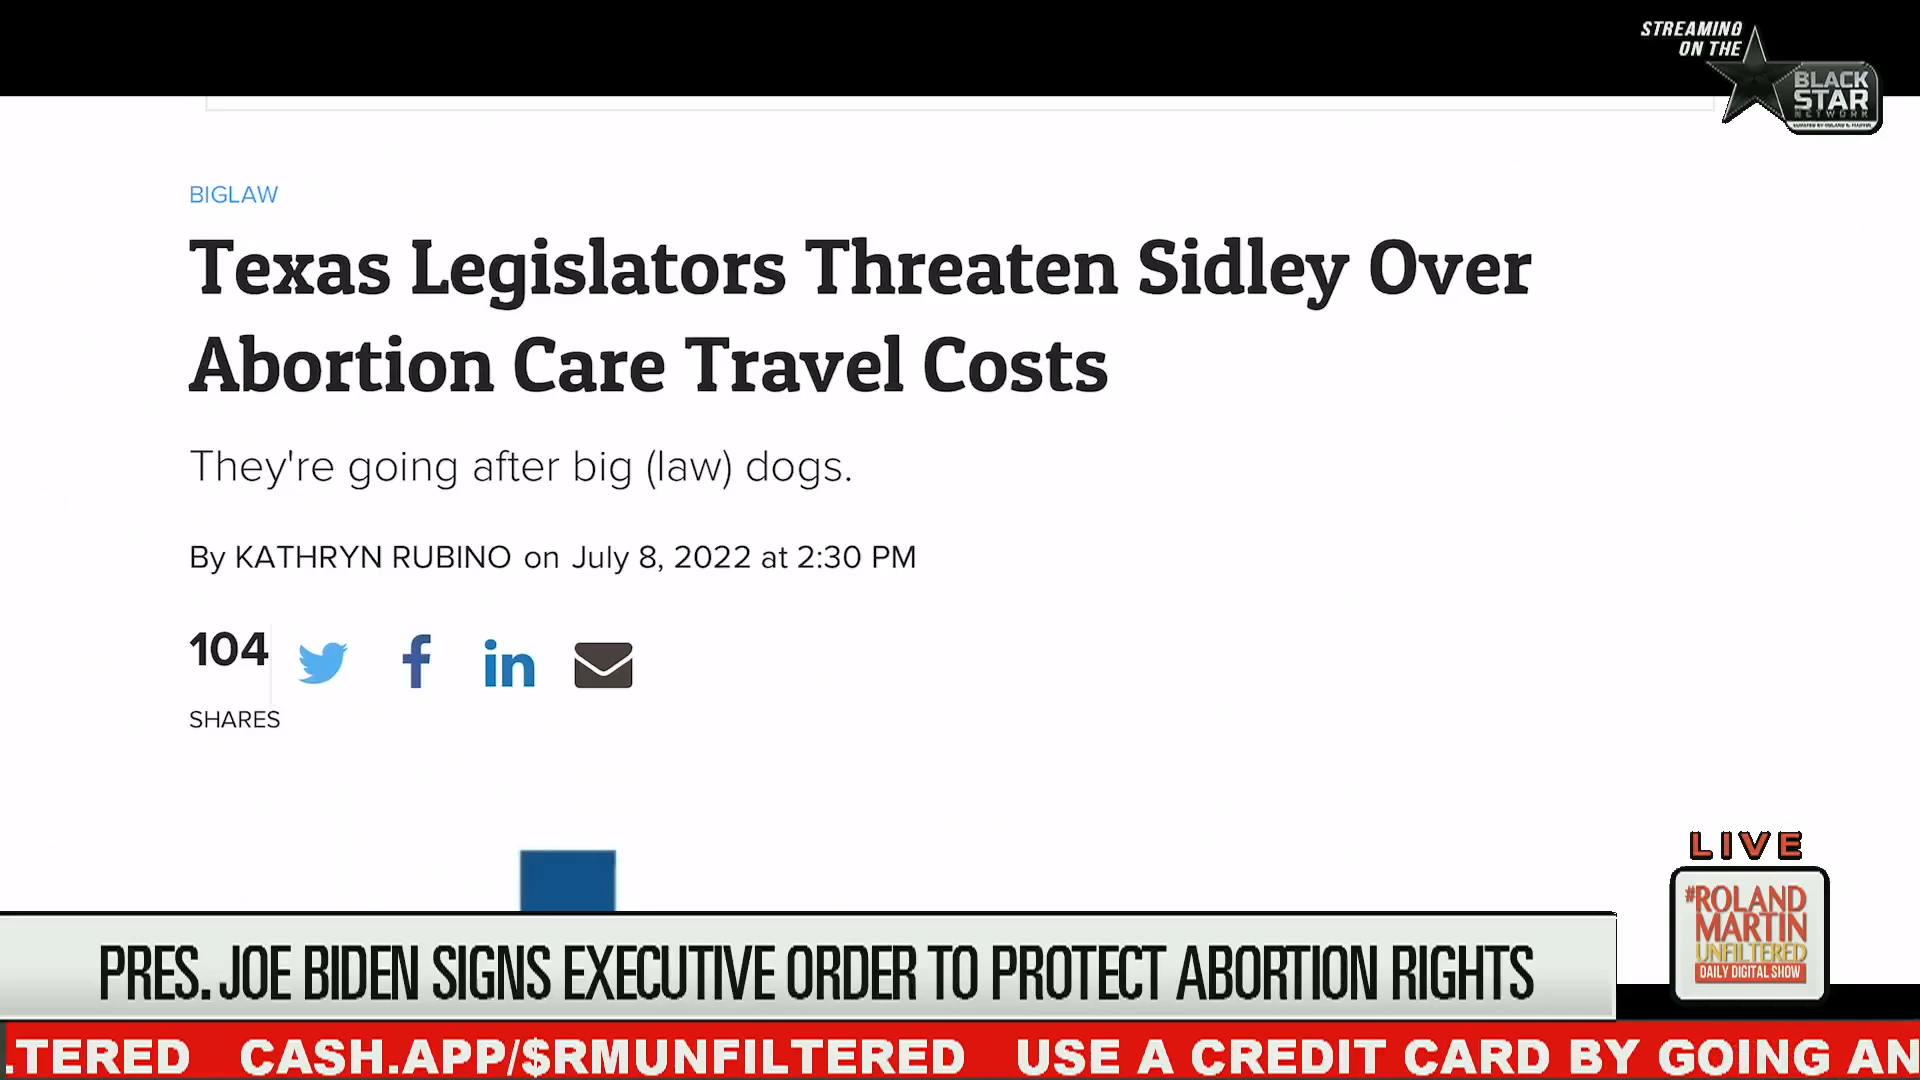 STREAMING
ON THE
BLACK
STAR
NETWORK
BIGLAW
Texas Legislators Threaten Sidley Over
Abortion Care Travel Costs
They're going after big (law) dogs.
By KATHRYN RUBINO on July 8, 2022 at 2:30 PM
104
SHARES
LIVE
#ROLAND
MARTIN
UNFILTERED
DAILY DIGITAL SHOW
PRES. JOE BIDEN SIGNS EXECUTIVE ORDER TO PROTECT ABORTION RIGHTS
.TERED CASH.APP/$RMUNFILTERED USE A CREDIT CARD BY GOING AN